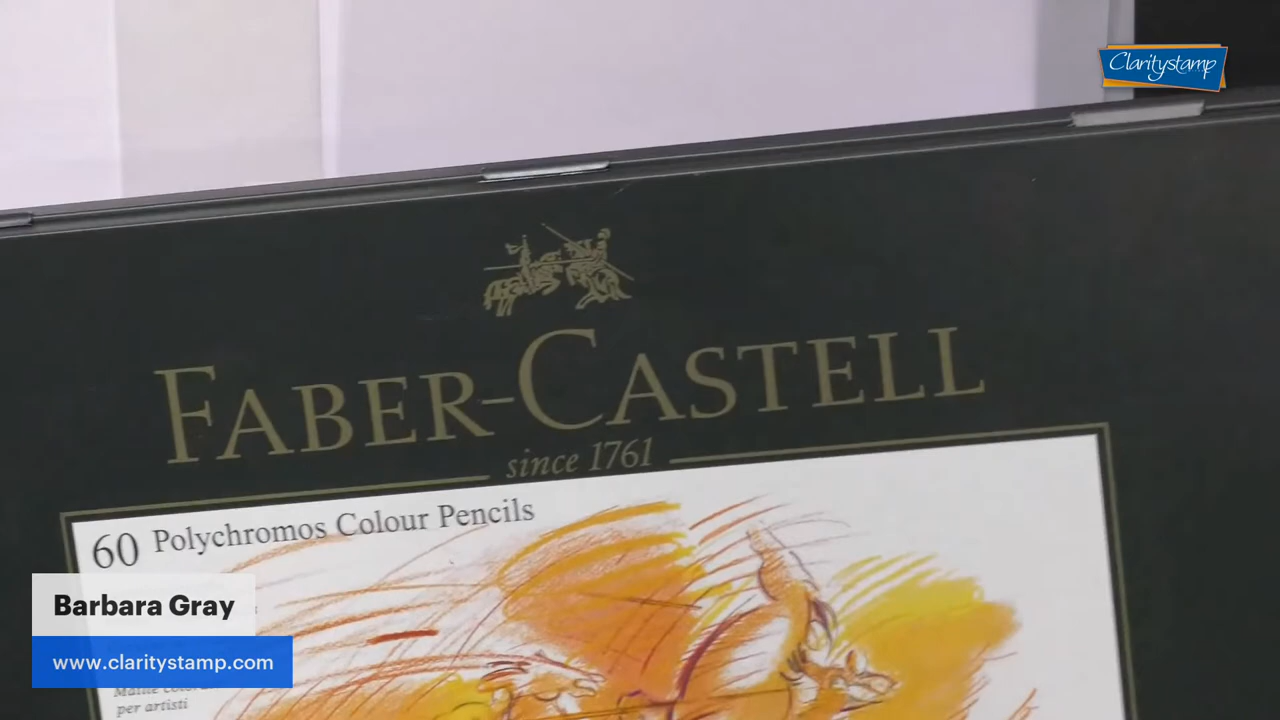 Claritystamp
FABER-CASTELL
since 1761
60 Polychromos Colour Pencils
Barbara Gray
www.claritystamp.com
per artisti